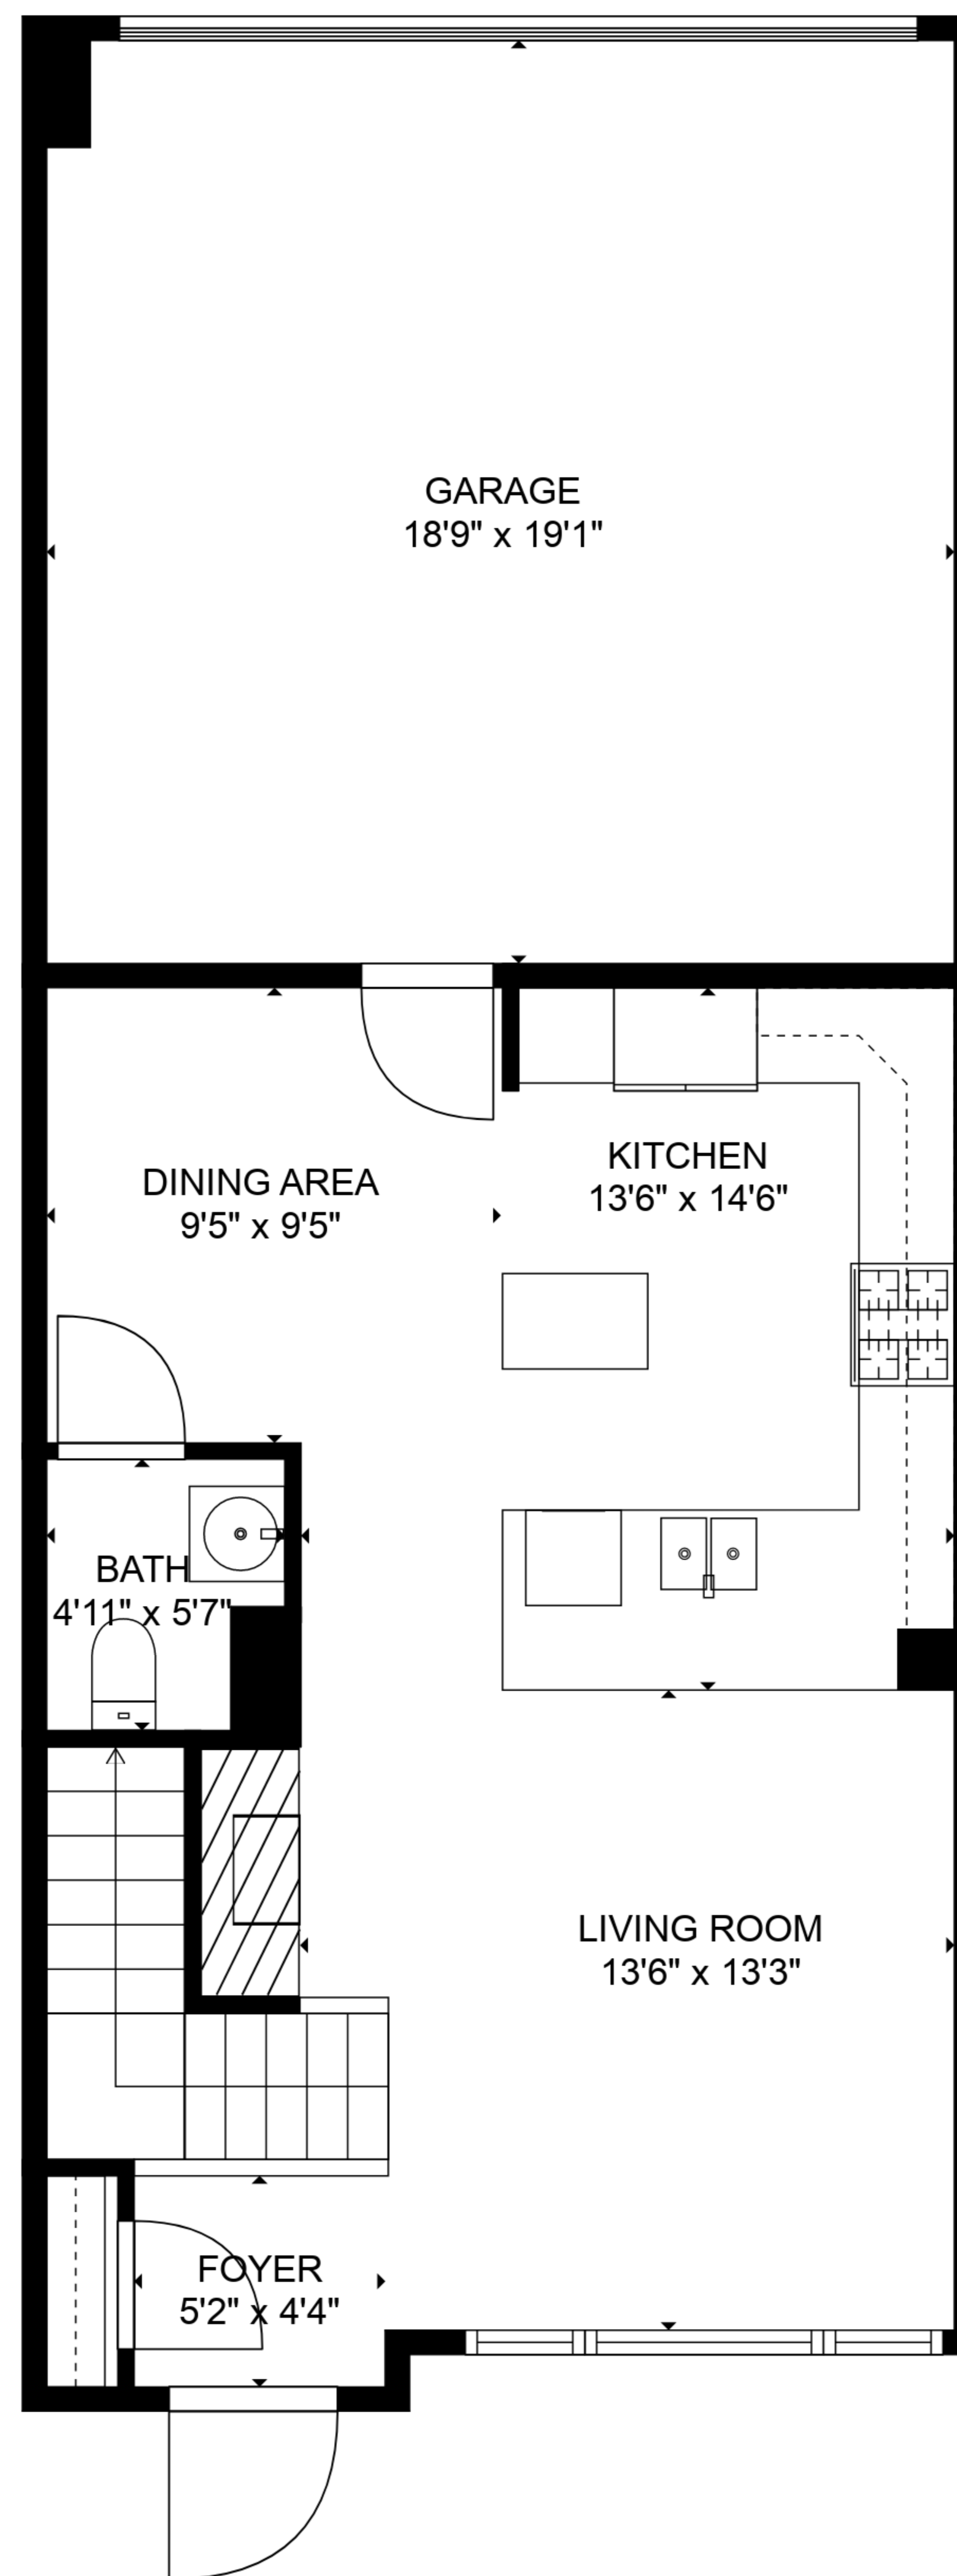 GARAGE
18'9" x 19'1"
KITCHEN
13'6" x 14'6"
DINING AREA
9'5" x 9'5"
BATH
4'11" x 5'7"
LIVING ROOM
13'6" x 13'3"
FOYER
5'2" x 4'4"